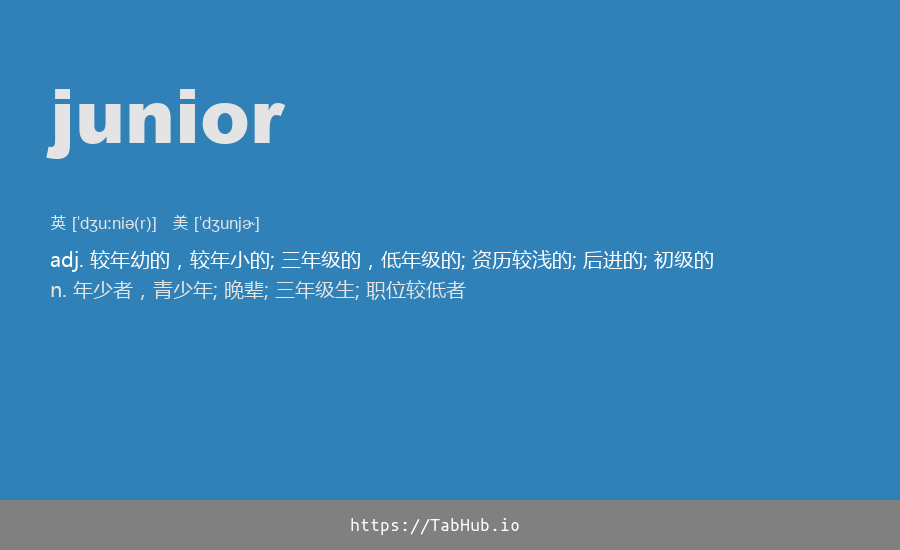 junior
英 [ˈdʒuːniə(r)] 美 [ˈdʒunjɚ]
adj. 较年幼的，较年小的; 三年级的，低年级的; 资历较浅的; 后进的; 初级的
n. 年少者，青少年; 晚辈; 三年级生; 职位较低者
https://TabHub.io